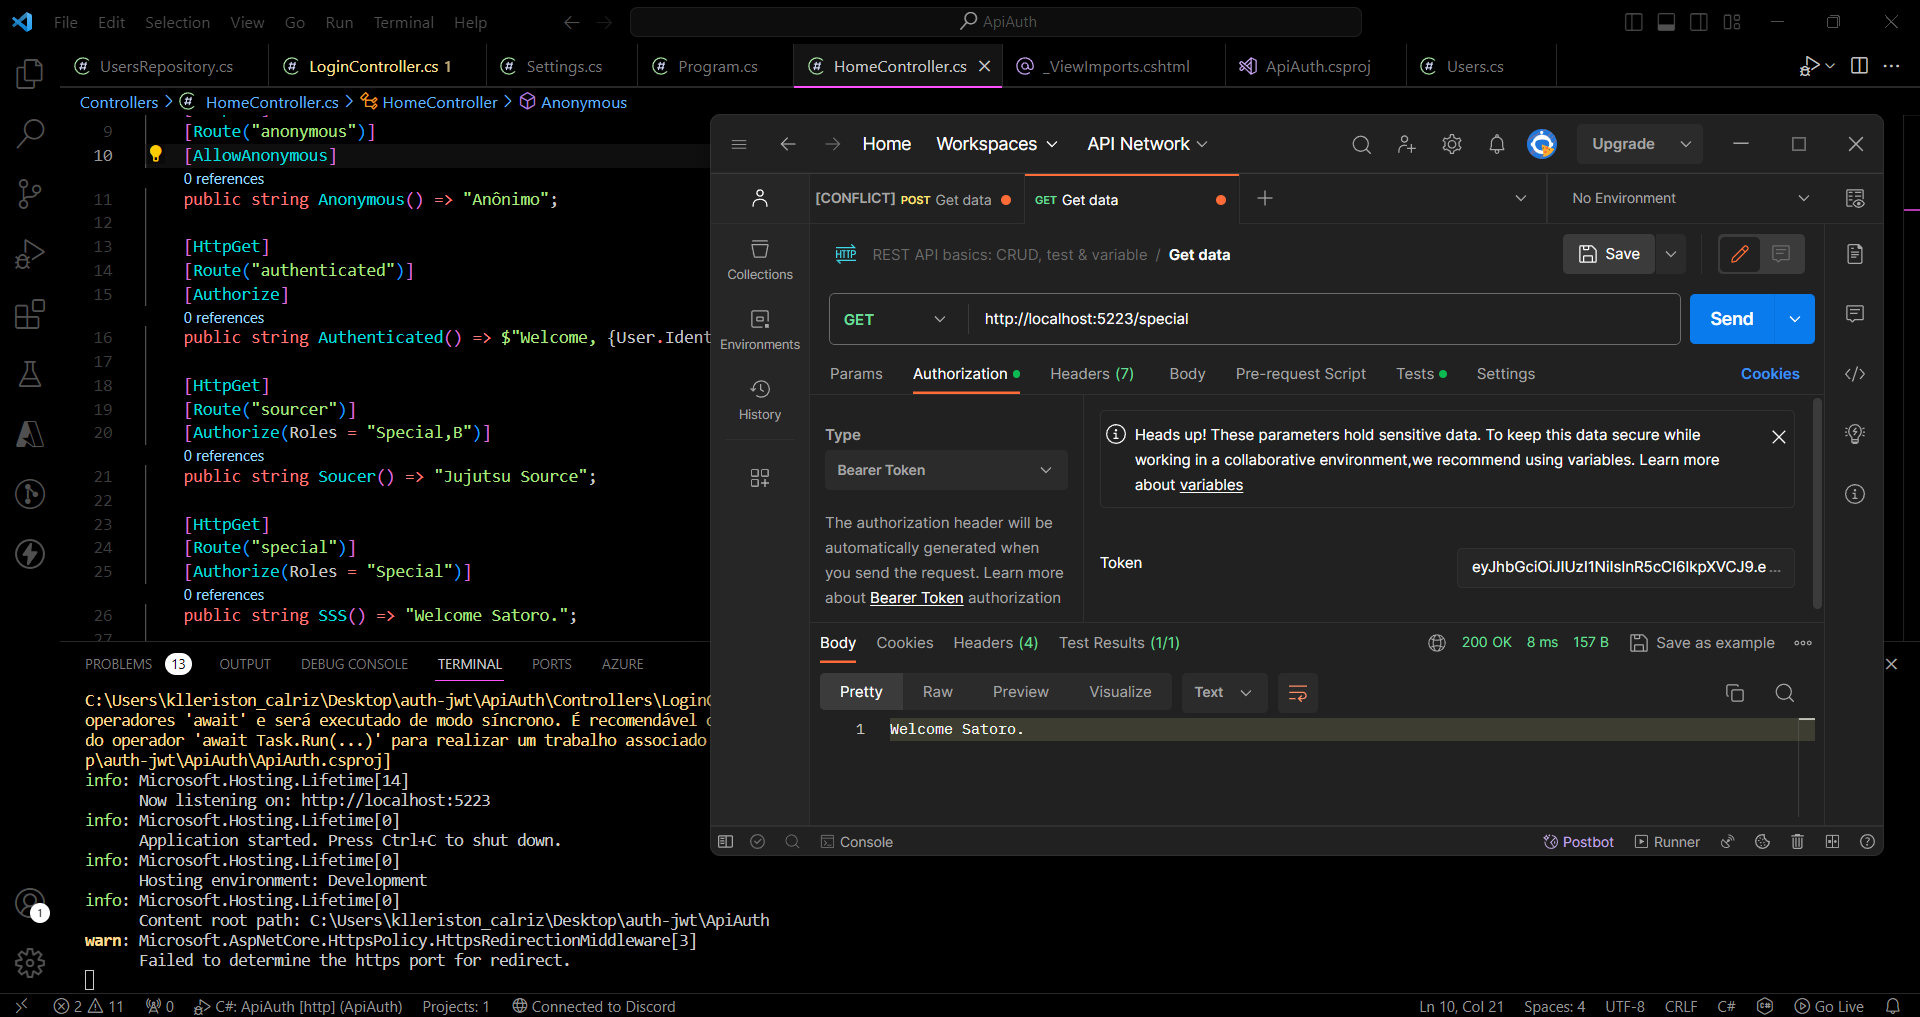 File Edit Selection View Go Run Terminal Help
ApiAuth
UsersRepository.cs
LoginController.cs 1
Settings.cs
Program.cs
HomeController.cs
_ViewImports.cshtml
ApiAuth.csproj
Users.cs
Controllers > HomeController.cs > HomeController > Anonymous
9 [Route("anonymous")]
10 [AllowAnonymous]
0 references
11 public string Anonymous() => "Anônimo";
12
13 [HttpGet]
14 [Route("authenticated")]
15 [Authorize]
0 references
16 public string Authenticated() => $"Welcome, {User.Ident
17
18 [HttpGet]
19 [Route("sourcer")]
20 [Authorize(Roles = "Special,B")]
0 references
21 public string Soucer() => "Jujutsu Source";
22
23 [HttpGet]
24 [Route("special")]
25 [Authorize(Roles = "Special")]
0 references
26 public string SSS() => "Welcome Satoro.";
27
PROBLEMS 13 OUTPUT DEBUG CONSOLE TERMINAL PORTS AZURE
C:\Users\klleriston_calriz\Desktop\auth-jwt\ApiAuth\Controllers\Login
operadores 'await' e será executado de modo síncrono. É recomendável
do operador 'await Task.Run(...)' para realizar um trabalho associado
p\auth-jwt\ApiAuth\ApiAuth.csproj]
info: Microsoft.Hosting.Lifetime[14]
Now listening on: http://localhost:5223
info: Microsoft.Hosting.Lifetime[0]
Application started. Press Ctrl+C to shut down.
info: Microsoft.Hosting.Lifetime[0]
Hosting environment: Development
info: Microsoft.Hosting.Lifetime[0]
Content root path: C:\Users\klleriston_calriz\Desktop\auth-jwt\ApiAuth
warn: Microsoft.AspNetCore.HttpsPolicy.HttpsRedirectionMiddleware[3]
Failed to determine the https port for redirect.
1
2 11 0 C#: ApiAuth [http] (ApiAuth) Projects: 1 Connected to Discord
Ln 10, Col 21 Spaces: 4 UTF-8 CRLF C# Go Live
Home Workspaces API Network Upgrade
[CONFLICT] POST Get data
GET Get data
No Environment
Collections
Environments
History
HTTP REST API basics: CRUD, test & variable / Get data
Save
GET http://localhost:5223/special
Send
Params Authorization Headers (7) Body Pre-request Script Tests Settings Cookies
Type
Bearer Token
The authorization header will be
automatically generated when
you send the request. Learn more
about Bearer Token authorization
Heads up! These parameters hold sensitive data. To keep this data secure while
working in a collaborative environment,we recommend using variables. Learn more
about variables
Token
eyJhbGciOiJIUzI1NiIsInR5cCI6IkpXVCJ9.e ...
Body Cookies Headers (4) Test Results (1/1) 200 OK 8 ms 157 B Save as example
Pretty Raw Preview Visualize Text
1 Welcome Satoro.
Console Postbot Runner